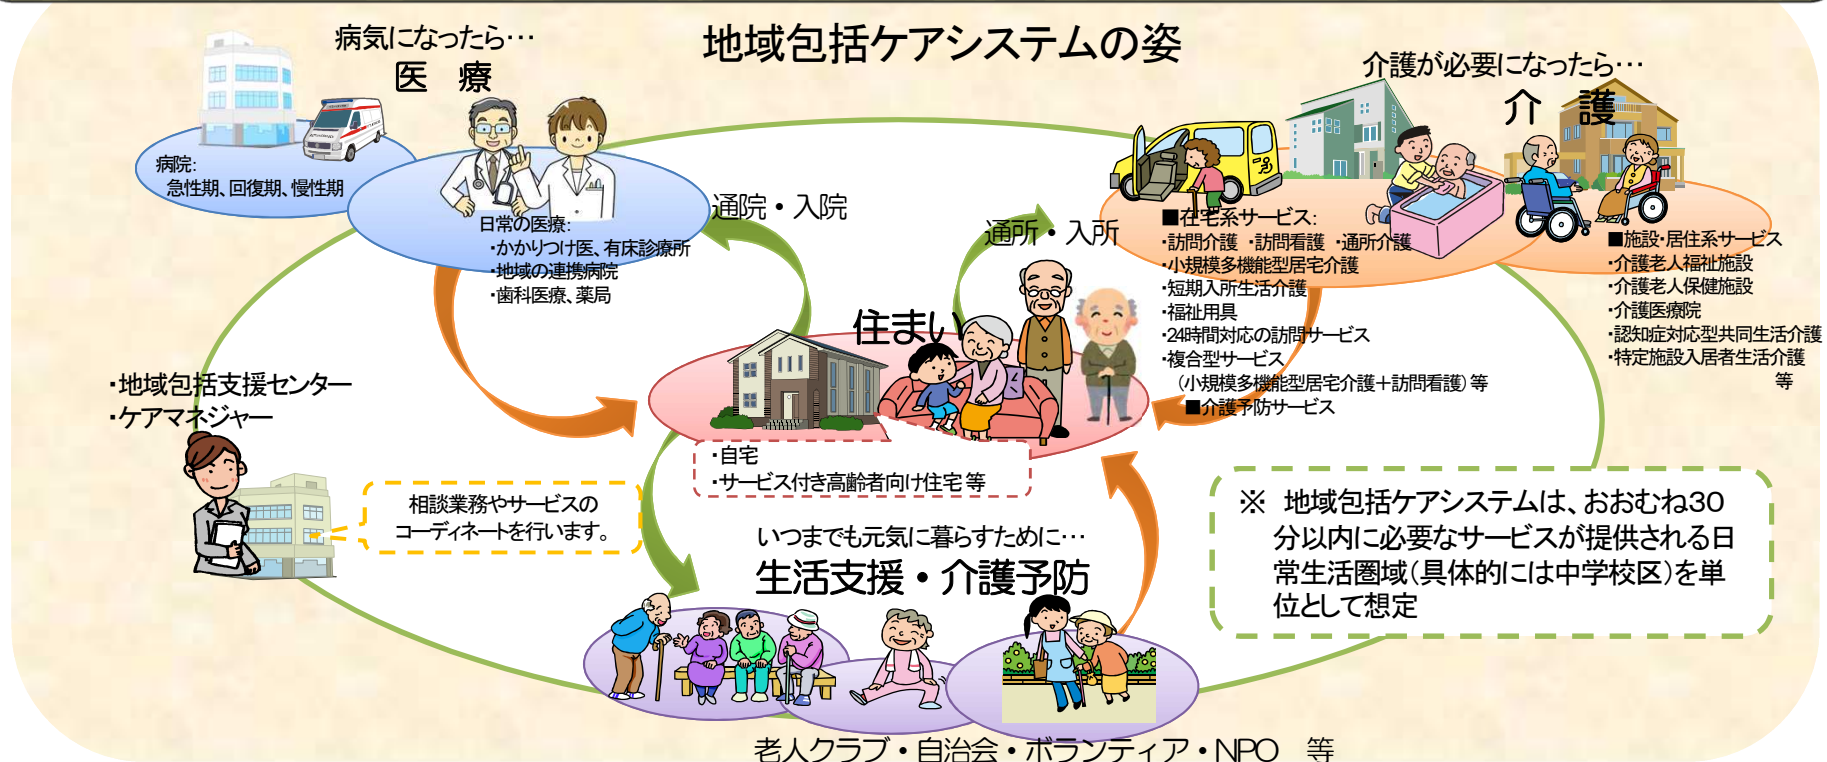 地域包括ケアシステムの姿
病気になったら…
医 療
病院:
急性期、回復期、慢性期
日常の医療:
・かかりつけ医、有床診療所
・地域の連携病院
・歯科医療、薬局
通院・入院
通所・入所
介護が必要になったら…
介 護
■在宅系サービス:
・訪問介護 ・訪問看護 ・通所介護
・小規模多機能型居宅介護
・短期入所生活介護
・福祉用具
・24時間対応の訪問サービス
・複合型サービス
(小規模多機能型居宅介護+訪問看護)等
■介護予防サービス
■施設・居住系サービス
・介護老人福祉施設
・介護老人保健施設
・介護医療院
・認知症対応型共同生活介護
・特定施設入居者生活介護
等
住まい
・自宅
・サービス付き高齢者向け住宅 等
・地域包括支援センター
・ケアマネジャー
相談業務やサービスの
コーディネートを行います。
いつまでも元気に暮らすために…
生活支援・介護予防
老人クラブ・自治会・ボランティア・NPO 等
※ 地域包括ケアシステムは、おおむね30
分以内に必要なサービスが提供される日
常生活圏域(具体的には中学校区)を単
位として想定